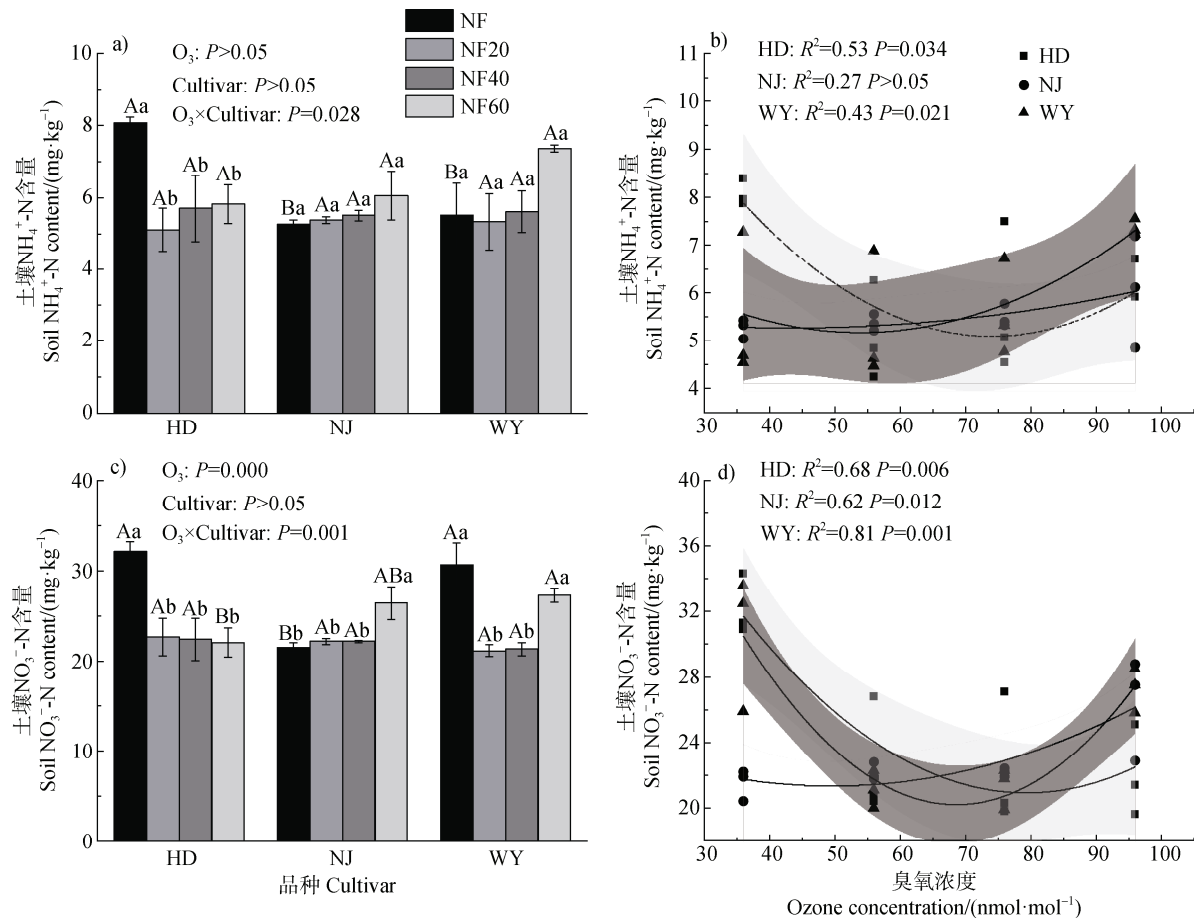 NF
NF20
NF40
NF60
a)
O₃: P>0.05
Cultivar: P>0.05
O₃×Cultivar: P=0.028
10
8
6
4
2
0
土壤NH₄⁺-N含量
Soil NH₄⁺-N content/(mg·kg⁻¹)
Aa
Ab
Ab
Ab
Ba
Aa
Aa
Aa
Ba
Aa
Aa
Aa
HD
NJ
WY
b)
HD: R²=0.53 P=0.034
NJ: R²=0.27 P>0.05
WY: R²=0.43 P=0.021
HD
NJ
WY
11
10
9
8
7
6
5
4
土壤NH₄⁺-N含量
Soil NH₄⁺-N content/(mg·kg⁻¹)
30
40
50
60
70
80
90
100
c)
O₃: P=0.000
Cultivar: P>0.05
O₃×Cultivar: P=0.001
40
30
20
10
0
土壤NO₃⁻-N含量
Soil NO₃⁻-N content/(mg·kg⁻¹)
Aa
Ab
Ab
Bb
Bb
Ab
Ab
ABa
Aa
Ab
Ab
Aa
HD
NJ
WY
品种 Cultivar
d)
HD: R²=0.68 P=0.006
NJ: R²=0.62 P=0.012
WY: R²=0.81 P=0.001
40
36
32
28
24
20
土壤NO₃⁻-N含量
Soil NO₃⁻-N content/(mg·kg⁻¹)
30
40
50
60
70
80
90
100
臭氧浓度
Ozone concentration/(nmol·mol⁻¹)